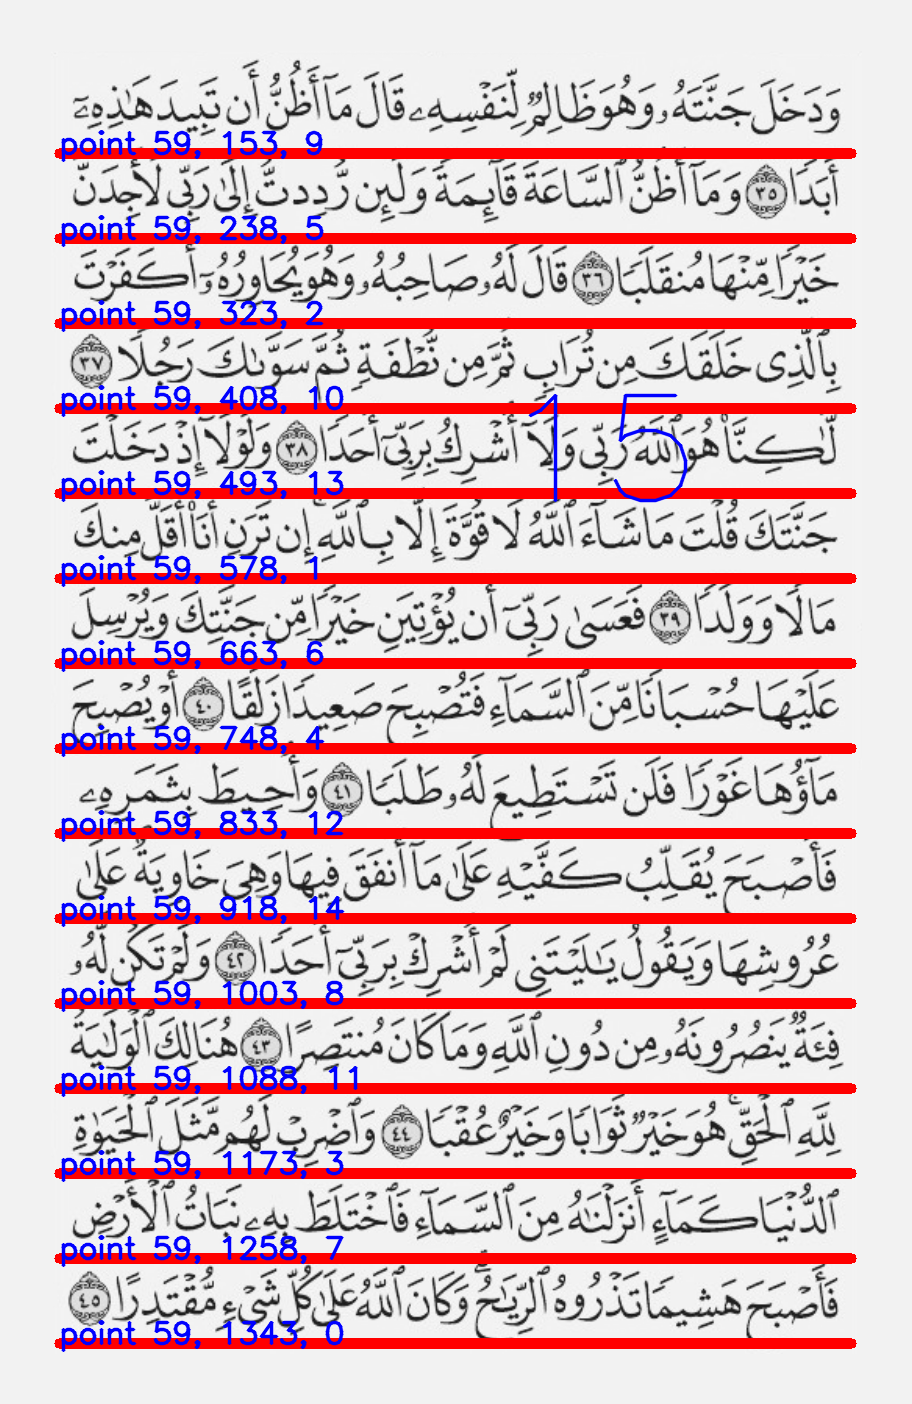 وَدَخَلَ جَنَّتَهُۥ وَهُوَ ظَالِمٌ لِّنَفْسِهِۦ قَالَ مَآ أَظُنُّ أَن تَبِيدَ هَٰذِهِۦٓ
point 59, 153, 9
أَبَدًا ٣٥ وَمَآ أَظُنُّ ٱلسَّاعَةَ قَآئِمَةً وَلَئِن رُّدِدتُّ إِلَىٰ رَبِّى لَأَجِدَنَّ
point 59, 238, 5
خَيْرًا مِّنْهَا مُنقَلَبًا ٣٦ قَالَ لَهُۥ صَاحِبُهُۥ وَهُوَ يُحَاوِرُهُۥٓ أَكَفَرْتَ
point 59, 323, 2
بِٱلَّذِى خَلَقَكَ مِن تُرَابٍ ثُمَّ مِن نُّطْفَةٍ ثُمَّ سَوَّىٰكَ رَجُلًا ٣٧
point 59, 408, 10
15
لَّٰكِنَّا۠ هُوَ ٱللَّهُ رَبِّى وَلَآ أُشْرِكُ بِرَبِّىٓ أَحَدًا ٣٨ وَلَوْلَآ إِذْ دَخَلْتَ
point 59, 493, 13
جَنَّتَكَ قُلْتَ مَا شَآءَ ٱللَّهُ لَا قُوَّةَ إِلَّا بِٱللَّهِ ۚ إِن تَرَنِ أَنَا۠ أَقَلَّ مِنكَ
point 59, 578, 1
مَالًا وَوَلَدًا ٣٩ فَعَسَىٰ رَبِّىٓ أَن يُؤْتِيَنِ خَيْرًا مِّن جَنَّتِكَ وَيُرْسِلَ
point 59, 663, 6
عَلَيْهَا حُسْبَانًا مِّنَ ٱلسَّمَآءِ فَتُصْبِحَ صَعِيدًا زَلَقًا ٤٠ أَوْ يُصْبِحَ
point 59, 748, 4
مَآؤُهَا غَوْرًا فَلَن تَسْتَطِيعَ لَهُۥ طَلَبًا ٤١ وَأُحِيطَ بِثَمَرِهِۦ
point 59, 833, 12
فَأَصْبَحَ يُقَلِّبُ كَفَّيْهِ عَلَىٰ مَآ أَنفَقَ فِيهَا وَهِىَ خَاوِيَةٌ عَلَىٰ
point 59, 918, 14
عُرُوشِهَا وَيَقُولُ يَٰلَيْتَنِى لَمْ أُشْرِكْ بِرَبِّىٓ أَحَدًا ٤٢ وَلَمْ تَكُن لَّهُۥ
point 59, 1003, 8
فِئَةٌ يَنصُرُونَهُۥ مِن دُونِ ٱللَّهِ وَمَا كَانَ مُنتَصِرًا ٤٣ هُنَالِكَ ٱلْوَلَٰيَةُ
point 59, 1088, 11
لِلَّهِ ٱلْحَقِّ ۚ هُوَ خَيْرٌ ثَوَابًا وَخَيْرٌ عُقْبًا ٤٤ وَٱضْرِبْ لَهُم مَّثَلَ ٱلْحَيَوٰةِ
point 59, 1173, 3
ٱلدُّنْيَا كَمَآءٍ أَنزَلْنَٰهُ مِنَ ٱلسَّمَآءِ فَٱخْتَلَطَ بِهِۦ نَبَاتُ ٱلْأَرْضِ
point 59, 1258, 7
فَأَصْبَحَ هَشِيمًا تَذْرُوهُ ٱلرِّيَٰحُ ۗ وَكَانَ ٱللَّهُ عَلَىٰ كُلِّ شَىْءٍ مُّقْتَدِرًا ٤٥
point 59, 1343, 0